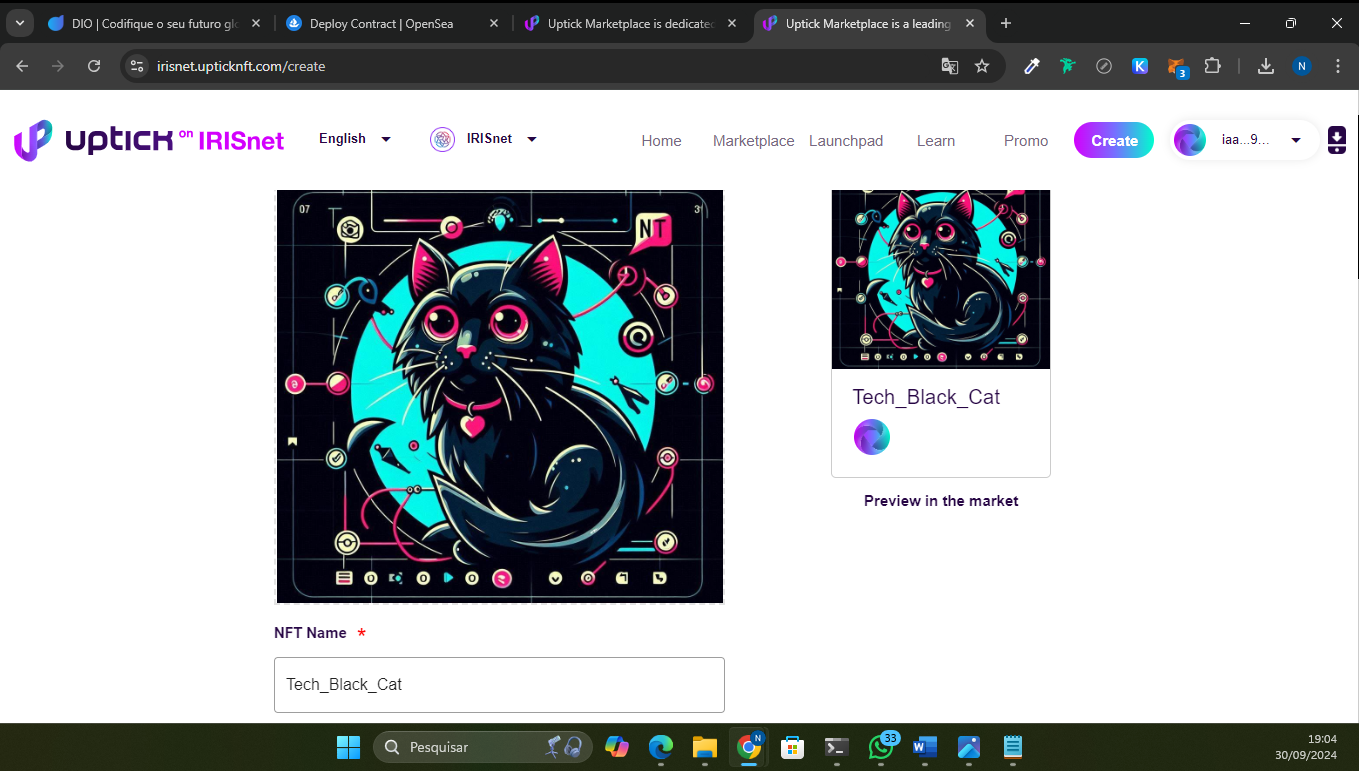 DIO | Codifique o seu futuro gl
Deploy Contract | OpenSea
Uptick Marketplace is dedicated
Uptick Marketplace is a leading
irisnet.upticknft.com/create
K
3
N
uptick on IRISnet
English
IRISnet
Home
Marketplace
Launchpad
Learn
Promo
Create
iaa...9...
07
NT
Tech_Black_Cat
Preview in the market
NFT Name *
Tech_Black_Cat
Pesquisar
N
33
W
19:04
30/09/2024